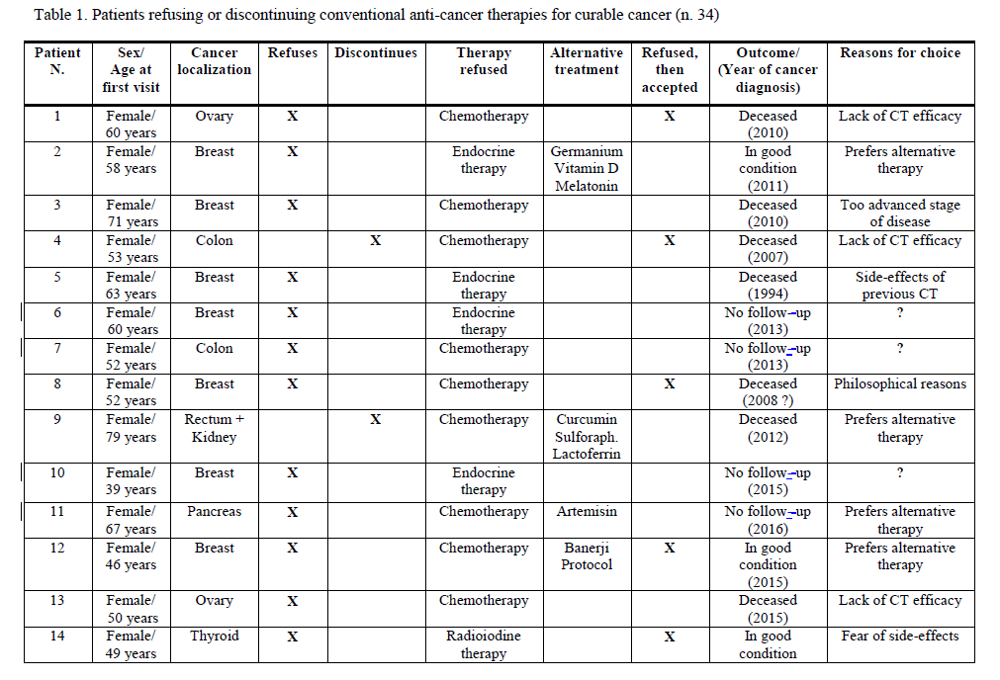 Table 1. Patients refusing or discontinuing conventional anti-cancer therapies for curable cancer (n. 34)
Patient N. | Sex/ Age at first visit | Cancer localization | Refuses | Discontinues | Therapy refused | Alternative treatment | Refused, then accepted | Outcome/ (Year of cancer diagnosis) | Reasons for choice
1 | Female/ 60 years | Ovary | X | | Chemotherapy | | X | Deceased (2010) | Lack of CT efficacy
2 | Female/ 58 years | Breast | X | | Endocrine therapy | Germanium Vitamin D Melatonin | | In good condition (2011) | Prefers alternative therapy
3 | Female/ 71 years | Breast | X | | Chemotherapy | | | Deceased (2010) | Too advanced stage of disease
4 | Female/ 53 years | Colon | | X | Chemotherapy | | X | Deceased (2007) | Lack of CT efficacy
5 | Female/ 63 years | Breast | X | | Endocrine therapy | | | Deceased (1994) | Side-effects of previous CT
6 | Female/ 60 years | Breast | X | | Endocrine therapy | | | No follow--up (2013) | ?
7 | Female/ 52 years | Colon | X | | Chemotherapy | | | No follow--up (2013) | ?
8 | Female/ 52 years | Breast | X | | Chemotherapy | | X | Deceased (2008 ?) | Philosophical reasons
9 | Female/ 79 years | Rectum + Kidney | | X | Chemotherapy | Curcumin Sulforaph. Lactoferrin | | Deceased (2012) | Prefers alternative therapy
10 | Female/ 39 years | Breast | X | | Endocrine therapy | | | No follow--up (2015) | ?
11 | Female/ 67 years | Pancreas | X | | Chemotherapy | Artemisin | | No follow--up (2016) | Prefers alternative therapy
12 | Female/ 46 years | Breast | X | | Chemotherapy | Banerji Protocol | X | In good condition (2015) | Prefers alternative therapy
13 | Female/ 50 years | Ovary | X | | Chemotherapy | | | Deceased (2015) | Lack of CT efficacy
14 | Female/ 49 years | Thyroid | X | | Radioiodine therapy | | X | In good condition | Fear of side-effects